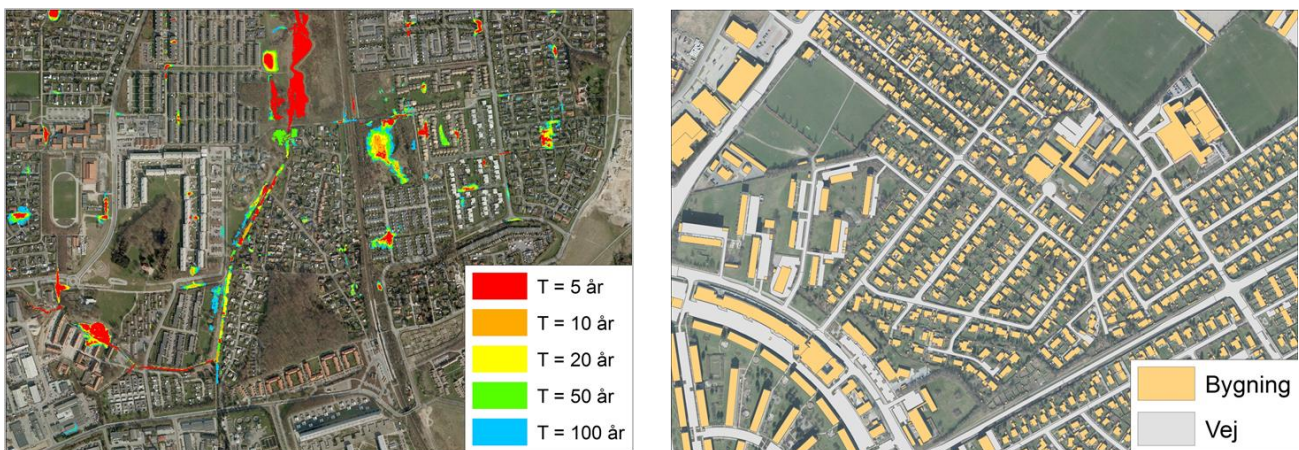 T = 5 år
T = 10 år
T = 20 år
T = 50 år
T = 100 år
Bygning
Vej